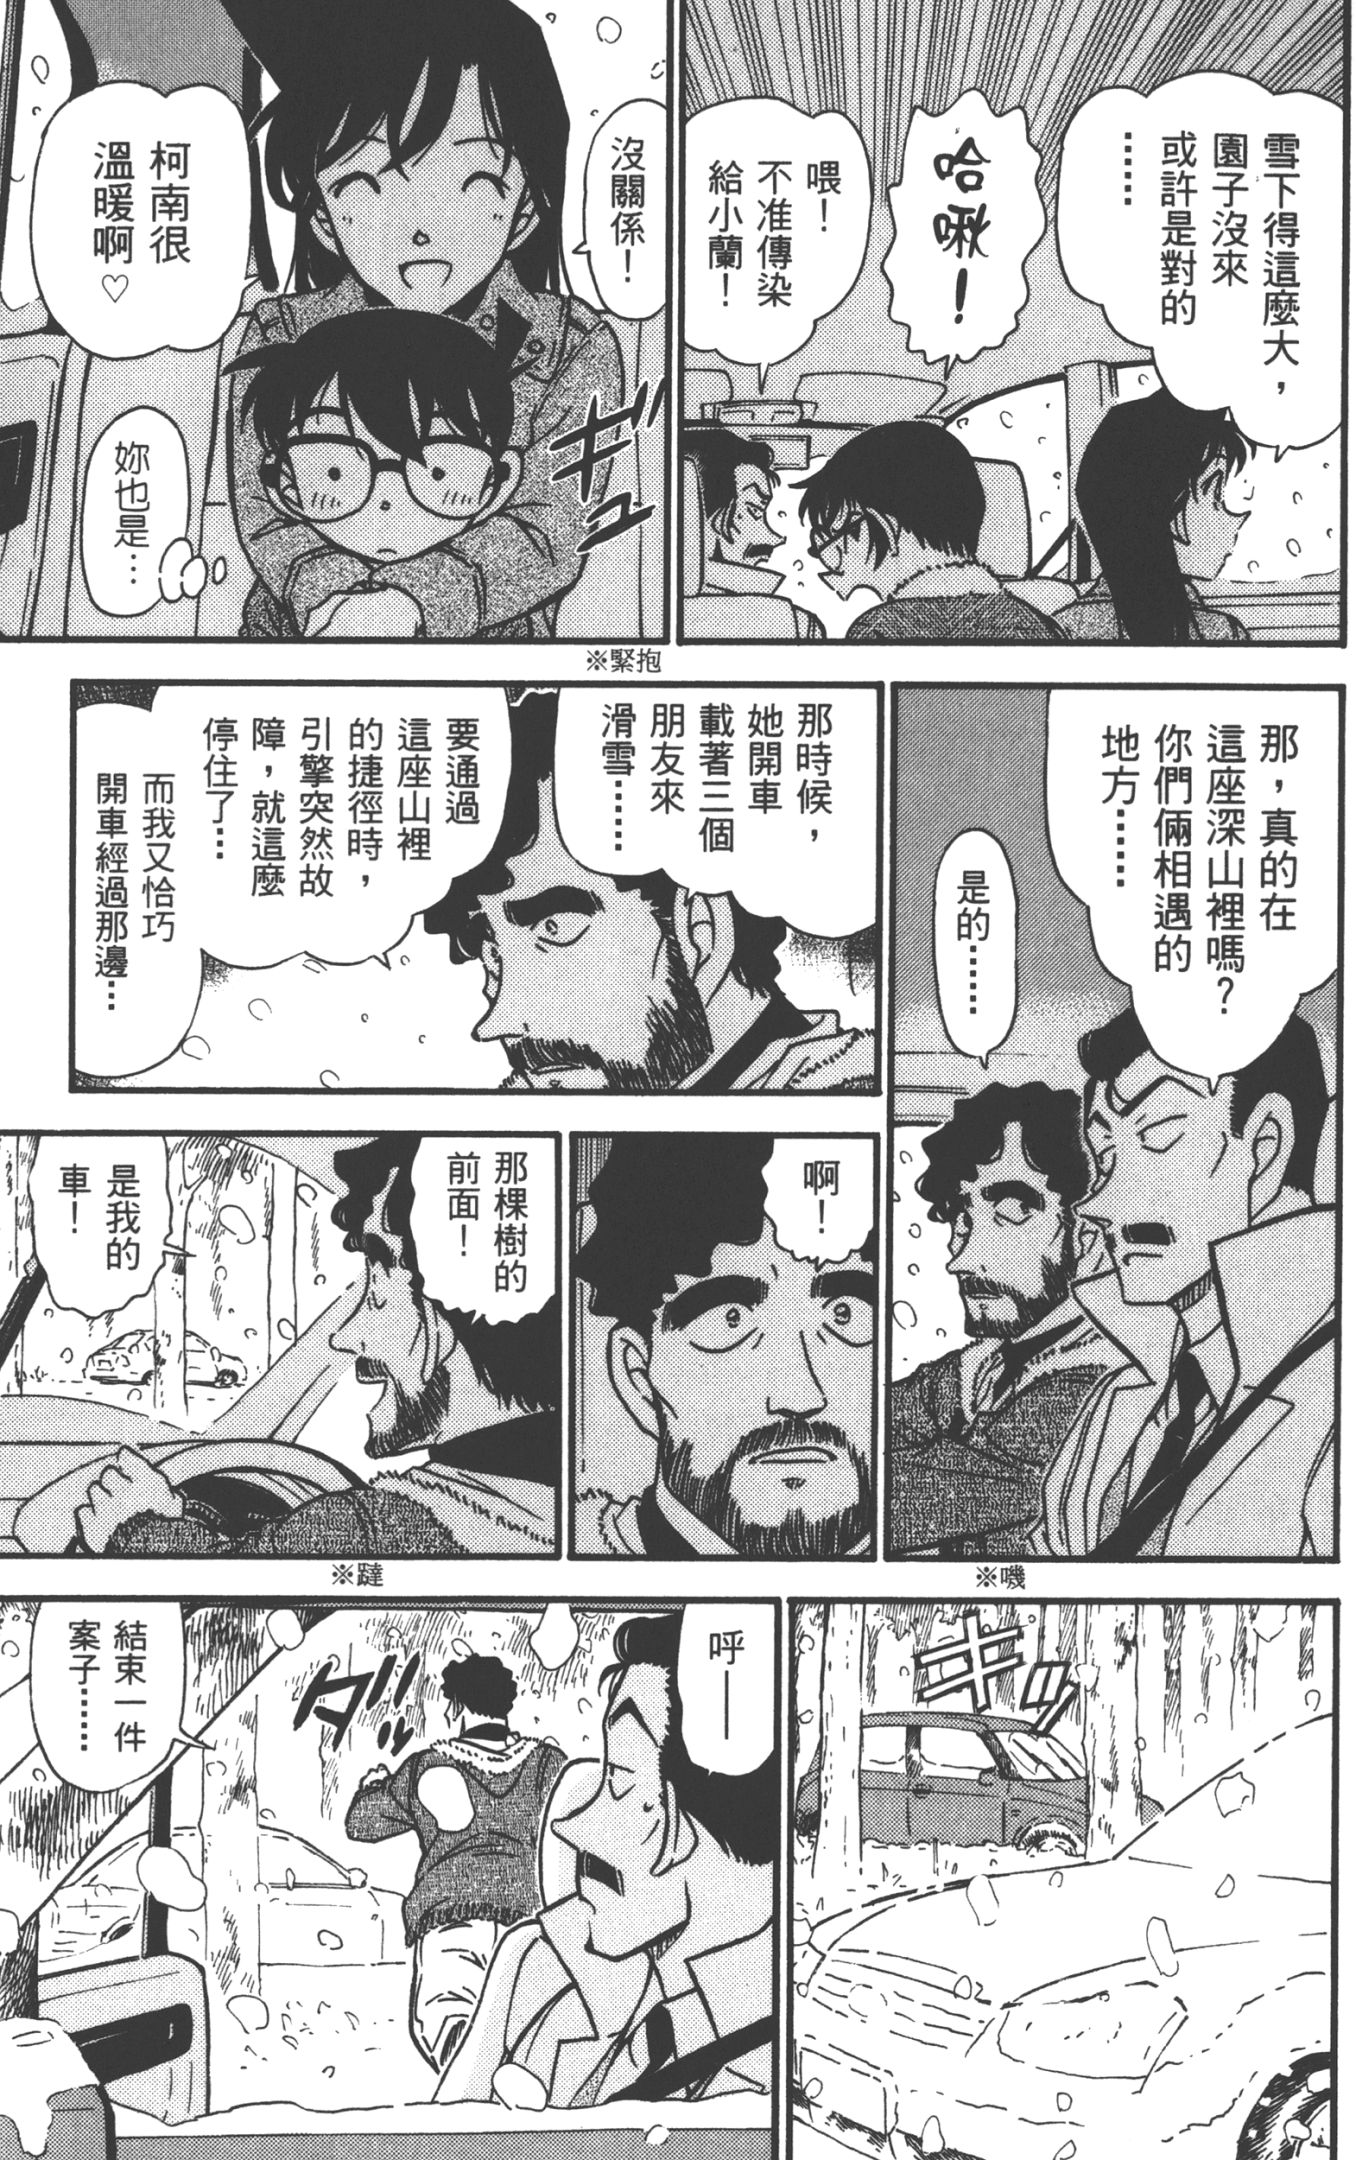 雪下得這麼大，
園子沒來
或許是對的
……
哈啾！
喂！
不准傳染
給小蘭！
沒關係！
柯南很
溫暖啊♡
妳也是…
ギュ
※緊抱
那，真的在
這座深山裡嗎？
你們倆相遇的
地方……
是的……
那時候，
她開車
載著三個
朋友來
滑雪……
要通過
這座山裡
的捷徑時，
引擎突然故
障，就這麼
停住了…
而我又恰巧
開車經過那邊…
啊！
那棵樹的
前面！
是我的
車！
※嘰
キキッ
※躂
呼——
ダッ
結束一件
案子……